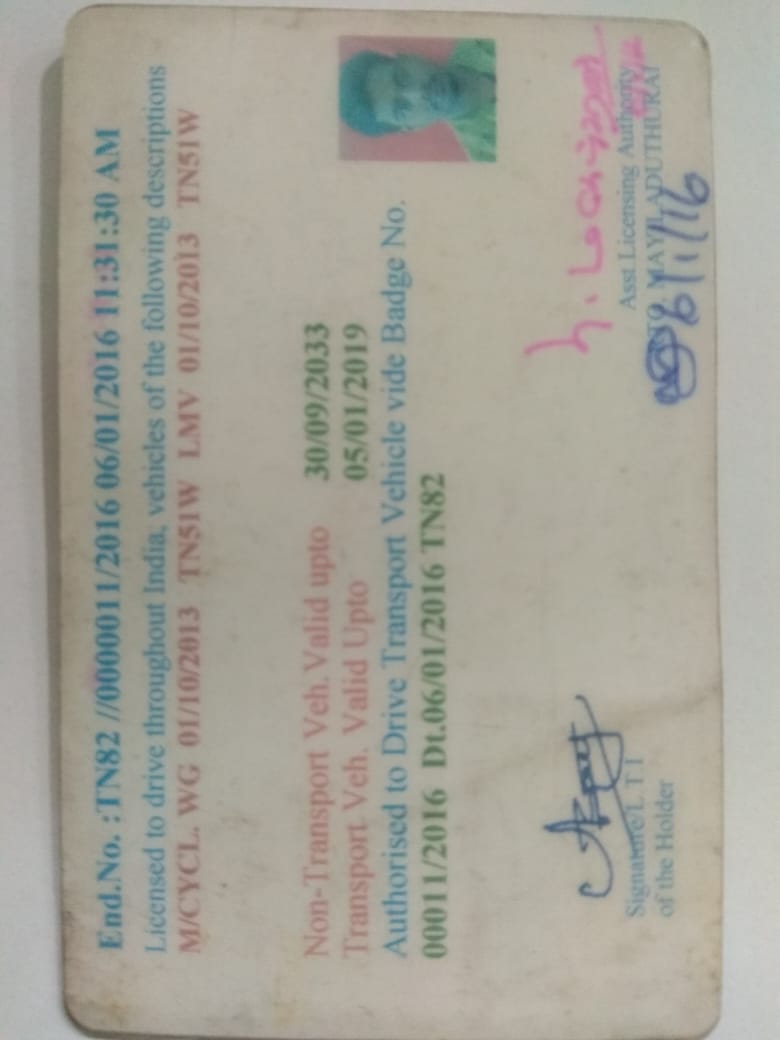 End.No. :TN82 //0000011/2016 06/01/2016 11:31:30 AM
Licensed to drive throughout India, vehicles of the following descriptions
M/CYCL. WG 01/10/2013 TN51W LMV 01/10/2013 TN51W
Non-Transport Veh.Valid upto 30/09/2033
Transport Veh. Valid Upto 05/01/2019
Authorised to Drive Transport Vehicle vide Badge No.
00011/2016 Dt.06/01/2016 TN82
Signature/L T I
of the Holder
Asst.Licensing Authority
MAYILADUTHURAI
6/1/16